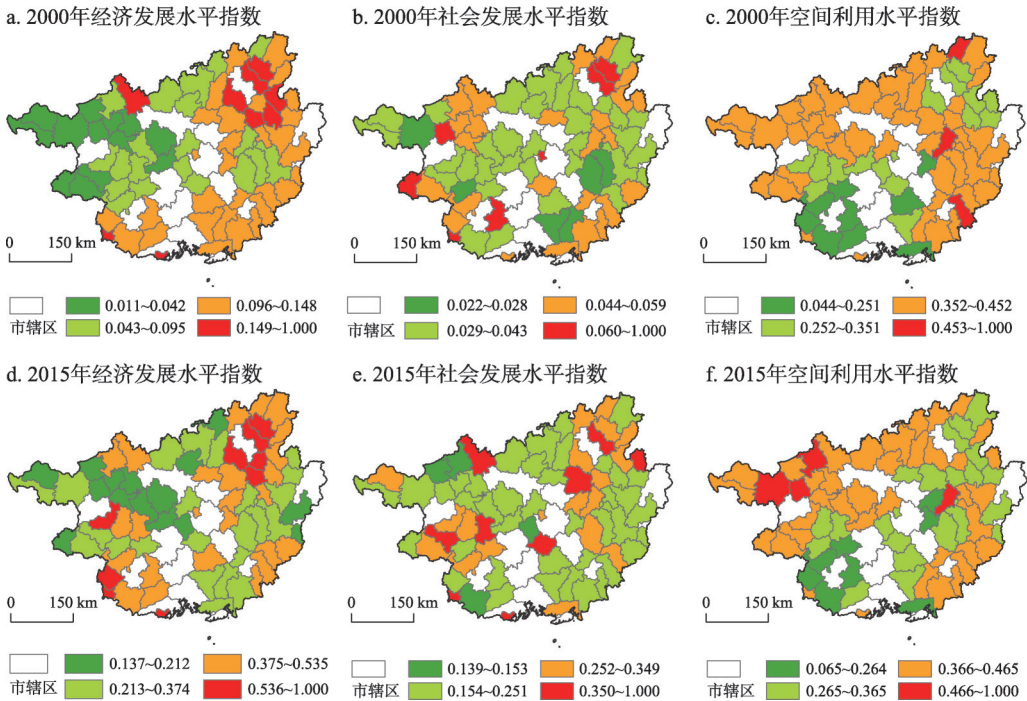 a. 2000年经济发展水平指数
0 150 km
0.011~0.042 0.096~0.148
市辖区 0.043~0.095 0.149~1.000
b. 2000年社会发展水平指数
0 150 km
0.022~0.028 0.044~0.059
市辖区 0.029~0.043 0.060~1.000
c. 2000年空间利用水平指数
0 150 km
0.044~0.251 0.352~0.452
市辖区 0.252~0.351 0.453~1.000
d. 2015年经济发展水平指数
0 150 km
0.137~0.212 0.375~0.535
市辖区 0.213~0.374 0.536~1.000
e. 2015年社会发展水平指数
0 150 km
0.139~0.153 0.252~0.349
市辖区 0.154~0.251 0.350~1.000
f. 2015年空间利用水平指数
0 150 km
0.065~0.264 0.366~0.465
市辖区 0.265~0.365 0.466~1.000